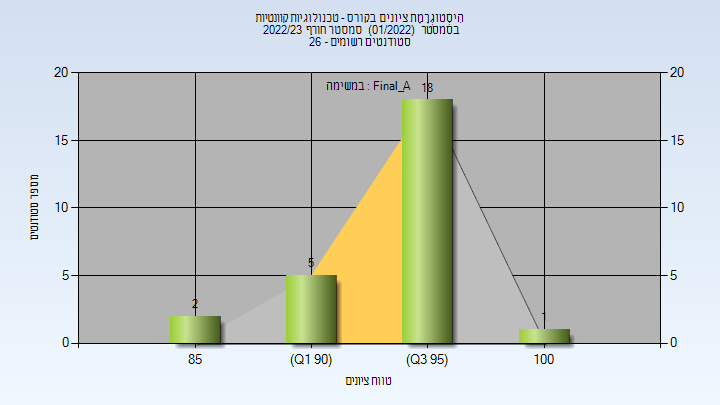 היסטוגרמת ציונים בקורס - טכנולוגיות קוונטיות
בסמסטר (01/2022) סמסטר חורף 2022/23
סטודנטים רשומים - 26
במשימה : Final_A
20
15
10
5
0
20
15
10
5
0
מספר סטודנטים
2
5
18
1
85
(Q1 90)
(Q3 95)
100
טווח ציונים